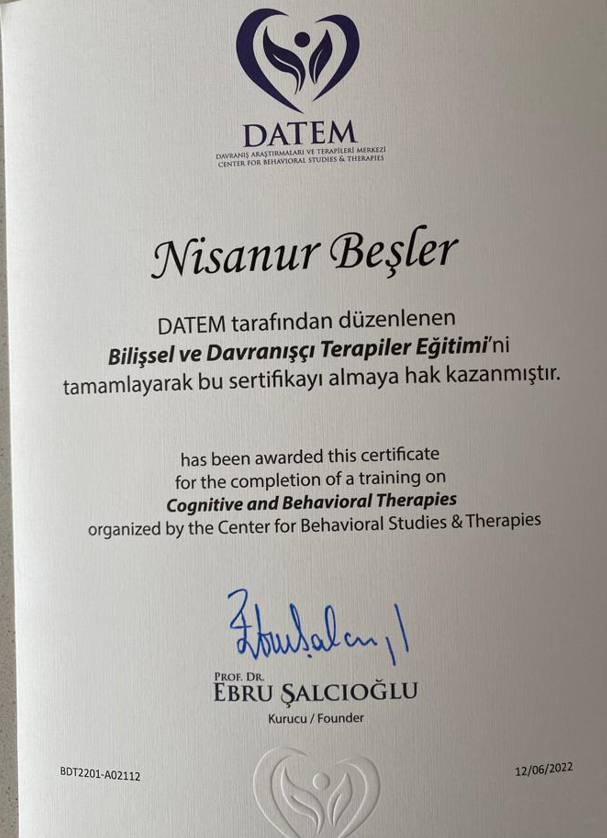 DATEM
DAVRANIŞ ARAŞTIRMALARI VE TERAPİLERİ MERKEZİ
CENTER FOR BEHAVIORAL STUDIES & THERAPIES
Nisanur Beşler
DATEM tarafından düzenlenen
Bilişsel ve Davranışçı Terapiler Eğitimi'ni
tamamlayarak bu sertifikayı almaya hak kazanmıştır.
has been awarded this certificate
for the completion of a training on
Cognitive and Behavioral Therapies
organized by the Center for Behavioral Studies & Therapies
EbruŞalcıoğlu
PROF. DR.
EBRU ŞALCIOĞLU
Kurucu / Founder
BDT2201-A02112
12/06/2022